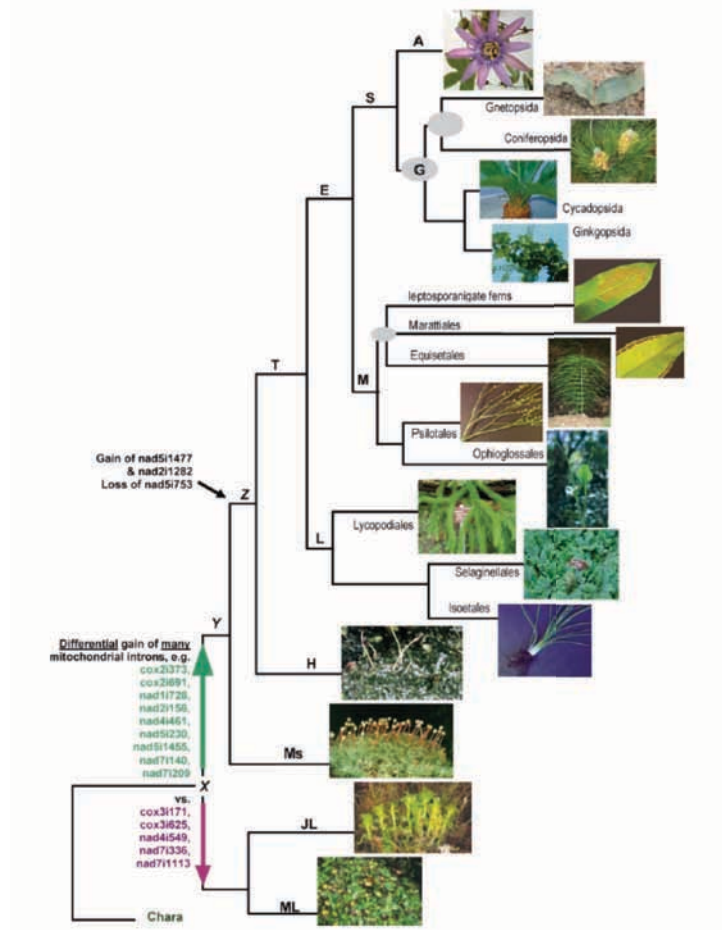 A
S
Gnetopsida
Coniferopsida
G
E
Cycadopsida
Ginkgopsida
leptosporangate ferns
Marattiales
T
Equisetales
M
Psilotales
Gain of nad5i1477
& nad2i1282
Loss of nad5i753
Ophioglossales
Z
Lycopodiales
L
Selaginellales
Isoetales
Y
Differential gain of many
mitochondrial introns, e.g.
cox2i373,
cox2i691,
nad1i728,
nad2i156,
nad4i461,
nad5i230,
nad5i1455,
nad7i140,
nad7i209
H
Ms
X
vs.
cox3i171,
cox3i625,
nad4i549,
nad7i336,
nad7i1113
JL
ML
Chara